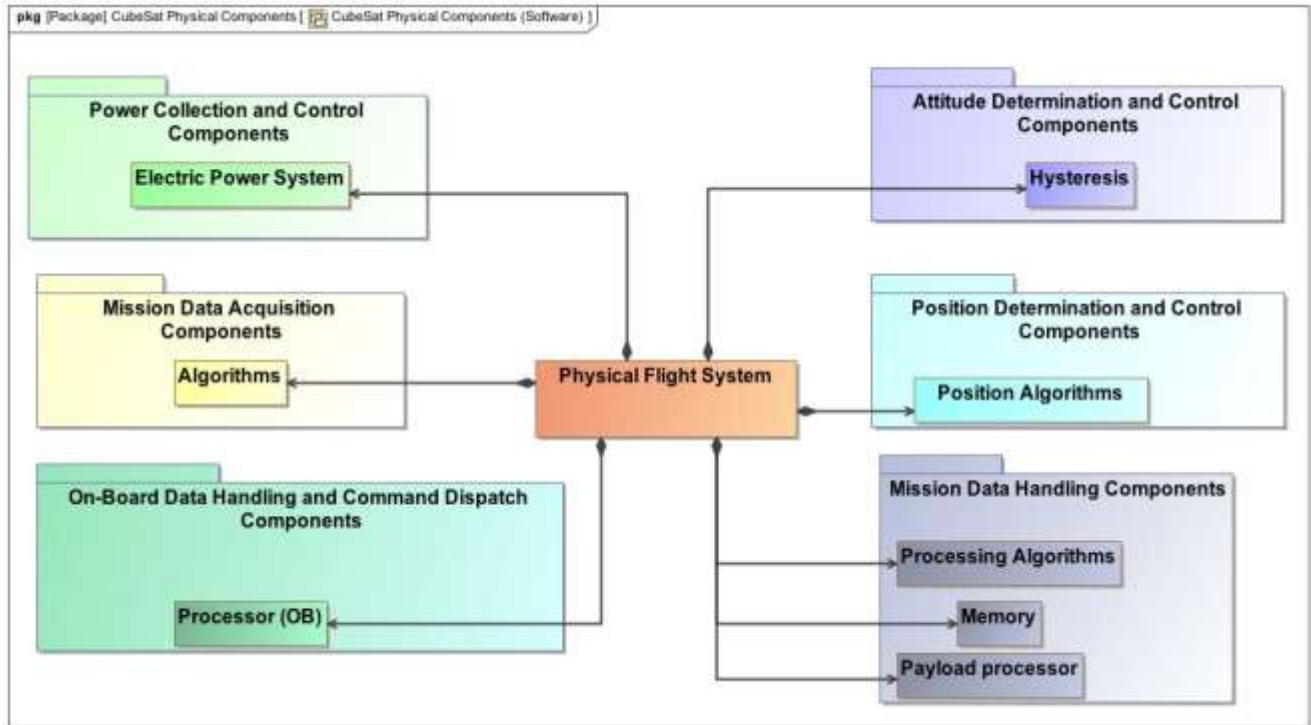 pkg [Package] CubeSat Physical Components [ CubeSat Physical Components (Software) ]
Power Collection and Control
Components
Electric Power System
Attitude Determination and Control
Components
Hysteresis
Mission Data Acquisition
Components
Algorithms
Position Determination and Control
Components
Position Algorithms
Physical Flight System
On-Board Data Handling and Command Dispatch
Components
Processor (OB)
Mission Data Handling Components
Processing Algorithms
Memory
Payload processor